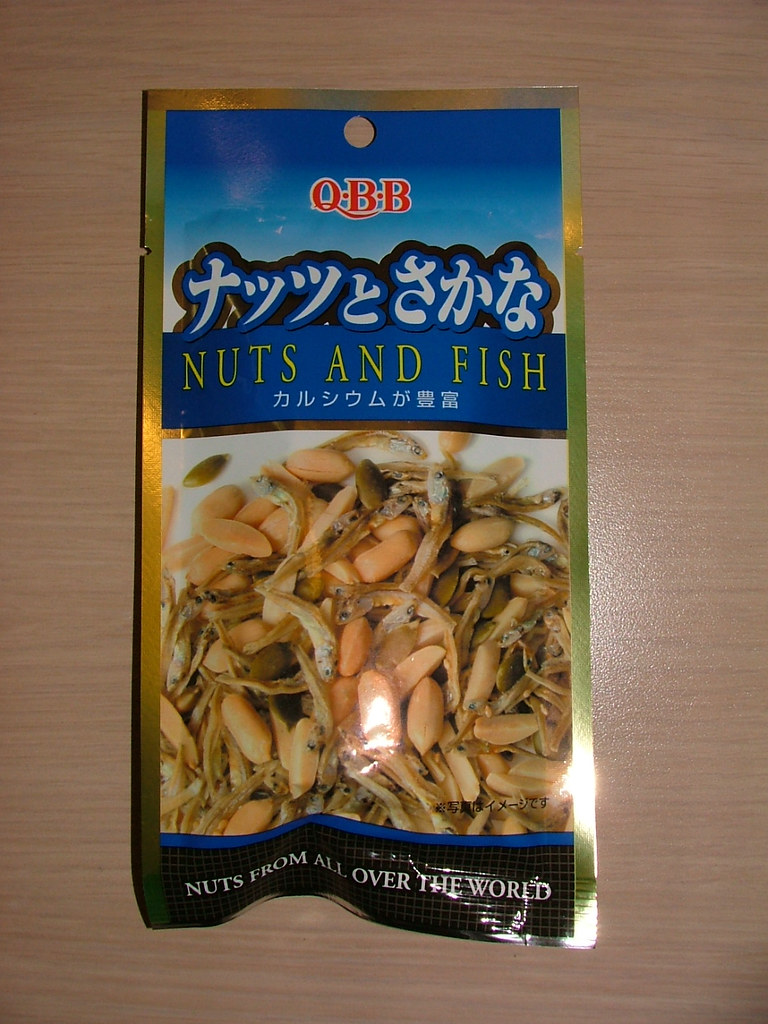 Q·B·B
ナッツとさかな
NUTS AND FISH
カルシウムが豊富
※写真はイメージです
NUTS FROM ALL OVER THE WORLD